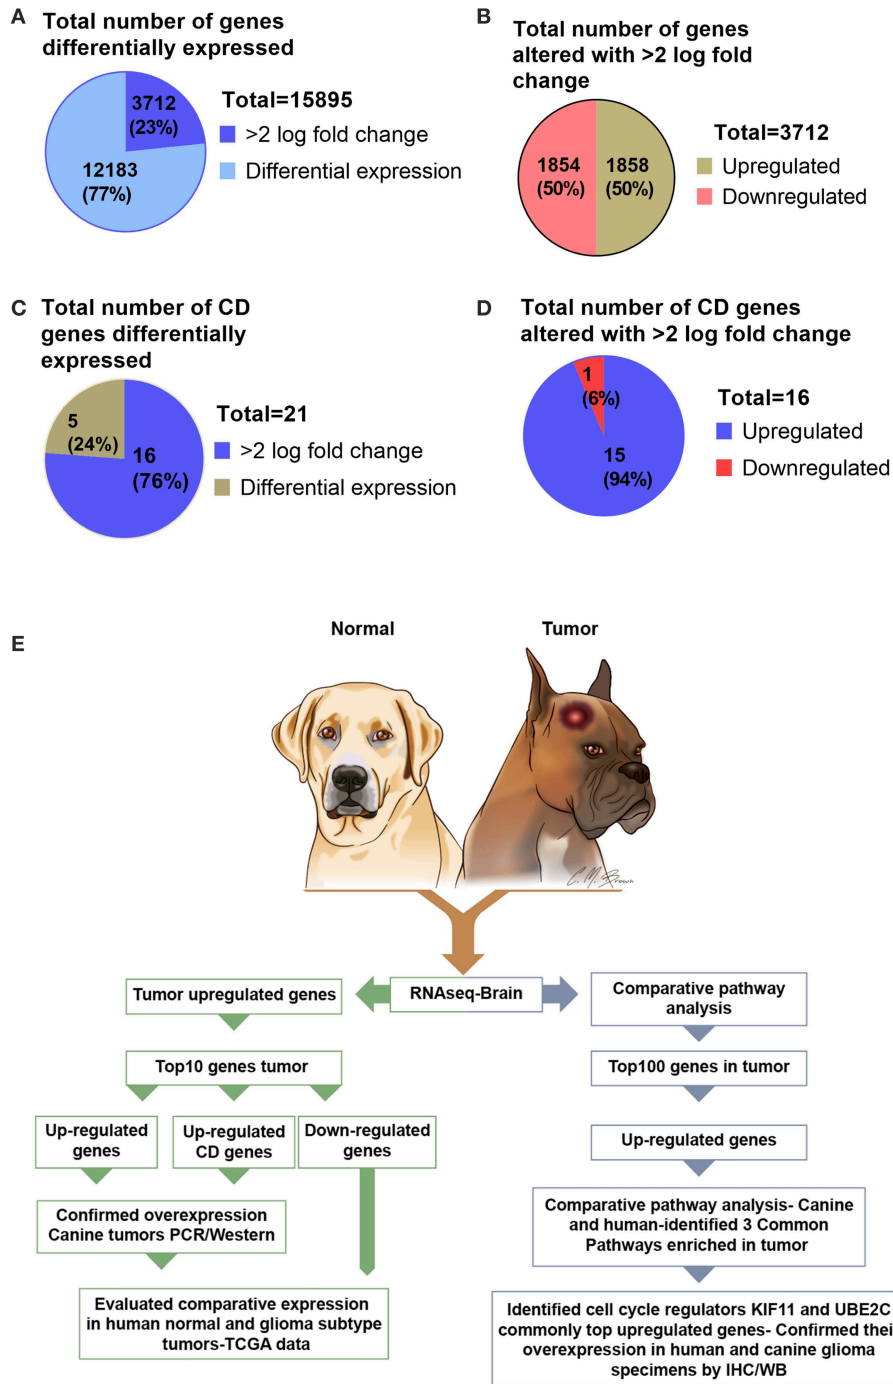 A
Total number of genes
differentially expressed
3712
(23%)
12183
(77%)
Total=15895
>2 log fold change
Differential expression
B
Total number of genes
altered with >2 log fold
change
1854
(50%)
1858
(50%)
Total=3712
Upregulated
Downregulated
C
Total number of CD
genes differentially
expressed
5
(24%)
16
(76%)
Total=21
>2 log fold change
Differential expression
D
Total number of CD genes
altered with >2 log fold change
1
(6%)
15
(94%)
Total=16
Upregulated
Downregulated
E
Normal
Tumor
C. M. Brown
RNAseq-Brain
Tumor upregulated genes
Top10 genes tumor
Up-regulated
genes
Up-regulated
CD genes
Down-regulated
genes
Confirmed overexpression
Canine tumors PCR/Western
Evaluated comparative expression
in human normal and glioma subtype
tumors-TCGA data
Comparative pathway
analysis
Top100 genes in tumor
Up-regulated genes
Comparative pathway analysis- Canine
and human-identified 3 Common
Pathways enriched in tumor
Identified cell cycle regulators KIF11 and UBE2C
commonly top upregulated genes- Confirmed thei
overexpression in human and canine glioma
specimens by IHC/WB